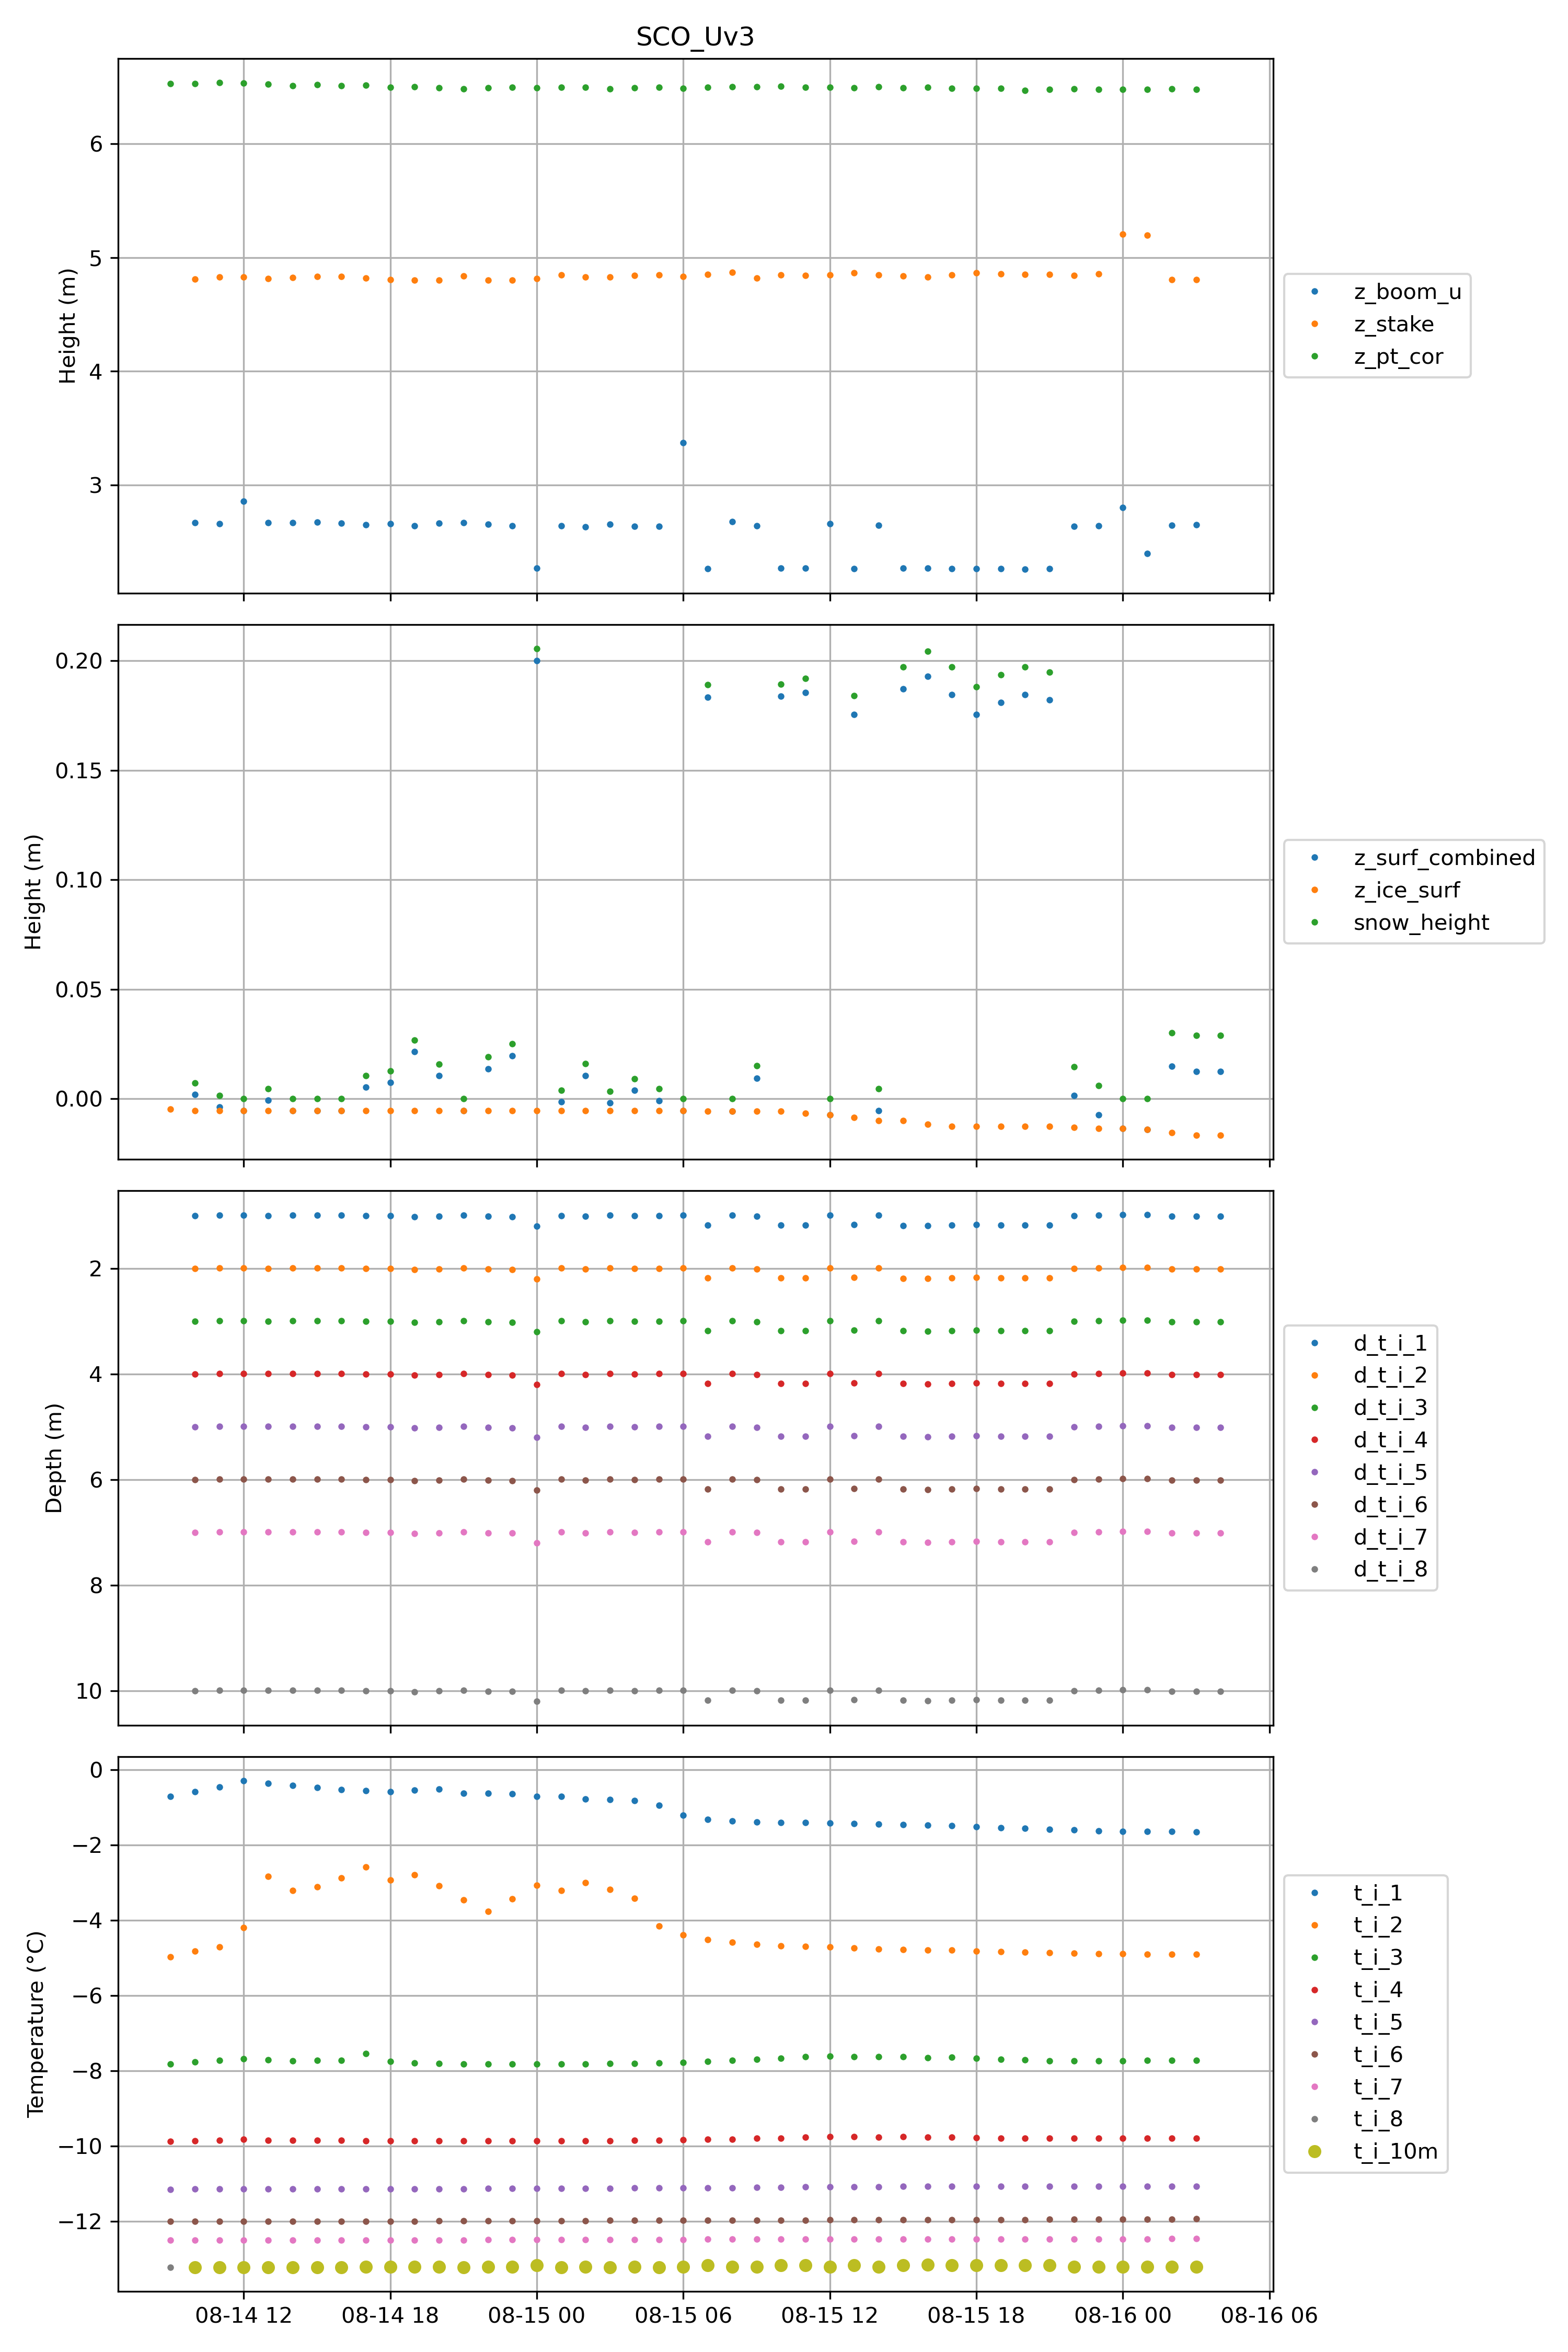 SCO_Uv3
Height (m)
6
5
4
3
z_boom_u
z_stake
z_pt_cor
Height (m)
0.20
0.15
0.10
0.05
0.00
z_surf_combined
z_ice_surf
snow_height
Depth (m)
2
4
6
8
10
d_t_i_1
d_t_i_2
d_t_i_3
d_t_i_4
d_t_i_5
d_t_i_6
d_t_i_7
d_t_i_8
Temperature (°C)
0
−2
−4
−6
−8
−10
−12
t_i_1
t_i_2
t_i_3
t_i_4
t_i_5
t_i_6
t_i_7
t_i_8
t_i_10m
08-14 12 08-14 18 08-15 00 08-15 06 08-15 12 08-15 18 08-16 00 08-16 06